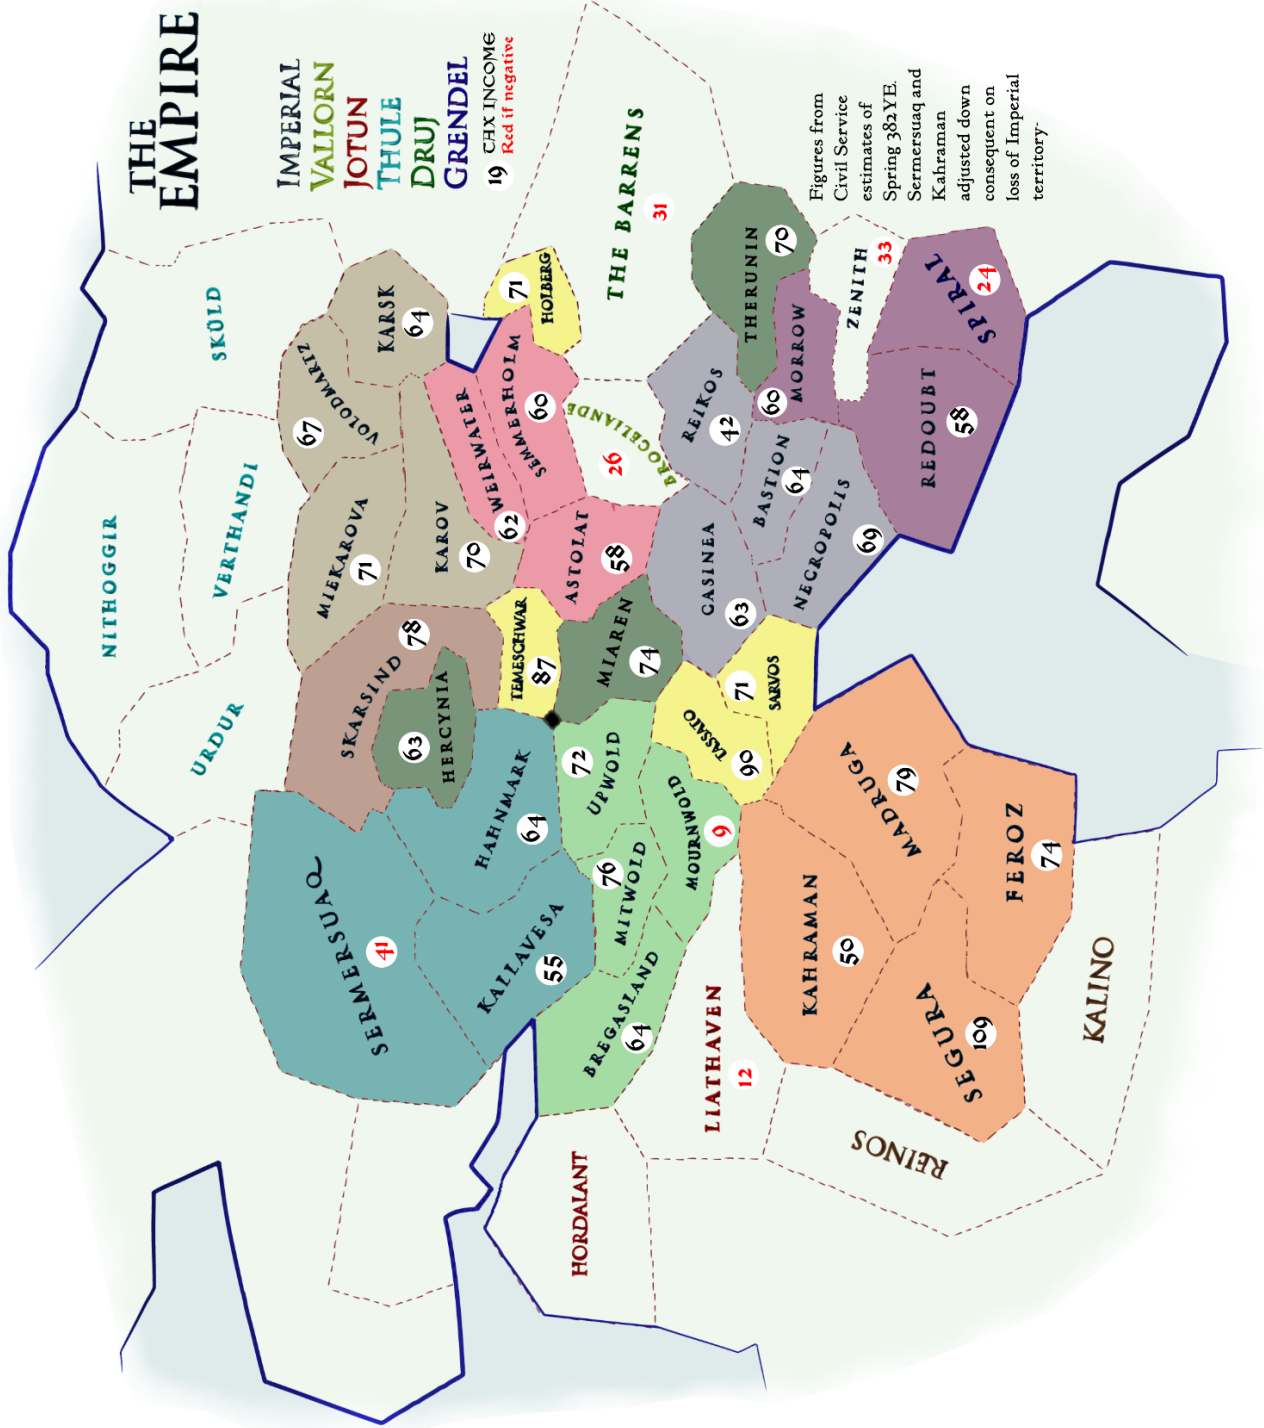 THE
EMPIRE
IMPERIAL
VALLORN
JOTUN
THULE
DRUJ
GRENDEL
19 CAX INCOME
Red if negative
Figures from
Civil Service
estimates of
Spring 382YE.
Sermersuaq and
Kahraman
adjusted down
consequent on
loss of Imperial
territory-
NITHOGGIR
SKÜLD
VERTHANDI
URDUR
VOLODMARTZ
67
KARSK
64
MIEKAROVA
71
KAROV
70
SKARSIND
78
HERCYNIA
63
SERMERSUAQ
41
HAHNMARK
64
KALLAVESA
55
TEMESCHWAR
87
WEIRWATER
62
SEMMERHOLM
60
HOLBERG
71
ASTOLAT
58
BROCELIANDE
26
THE BARRENS
31
MIAREN
74
UPWOLD
72
MITWOLD
76
BREGASLAND
64
MOURNWOLD
9
HORDALANT
LIATHAVEN
12
TASSATO
90
SARVOS
71
CASINEA
63
REIKOS
42
BASTION
64
NECROPOLIS
69
THERUNIN
70
MORROW
60
ZENITH
33
SPIRAL
24
REDOUBT
58
MADRUGA
79
KAHRAMAN
50
FEROZ
74
SEGURA
109
REINOS
KALINO